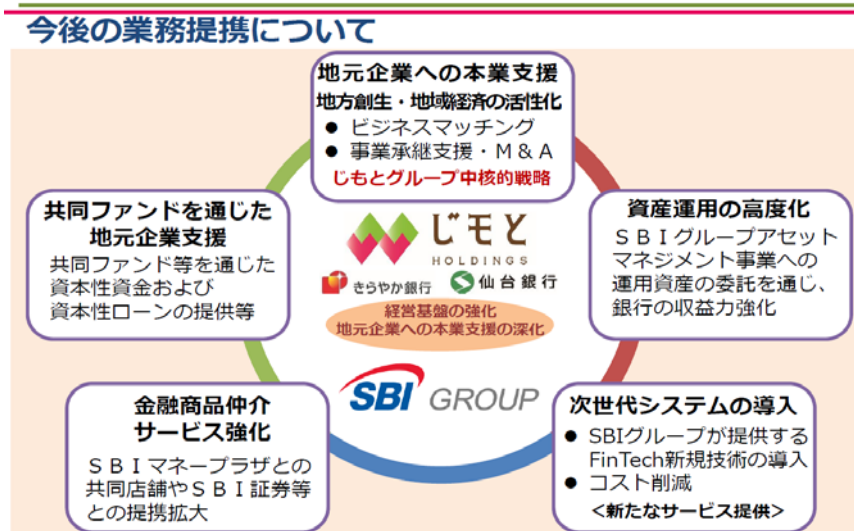 今後の業務提携について
地元企業への本業支援
地方創生・地域経済の活性化
● ビジネスマッチング
● 事業承継支援・M&A
じもとグループ中核的戦略
共同ファンドを通じた
地元企業支援
共同ファンド等を通じた
資本性資金および
資本性ローンの提供等
じモと
HOLDINGS
きらやか銀行
仙台銀行
経営基盤の強化
地元企業への本業支援の深化
SBI GROUP
資産運用の高度化
SBIグループアセット
マネジメント事業への
運用資産の委託を通じ、
銀行の収益力強化
金融商品仲介
サービス強化
SBIマネープラザとの
共同店舗やSBI証券等
との提携拡大
次世代システムの導入
● SBIグループが提供する
FinTech新規技術の導入
● コスト削減
<新たなサービス提供>